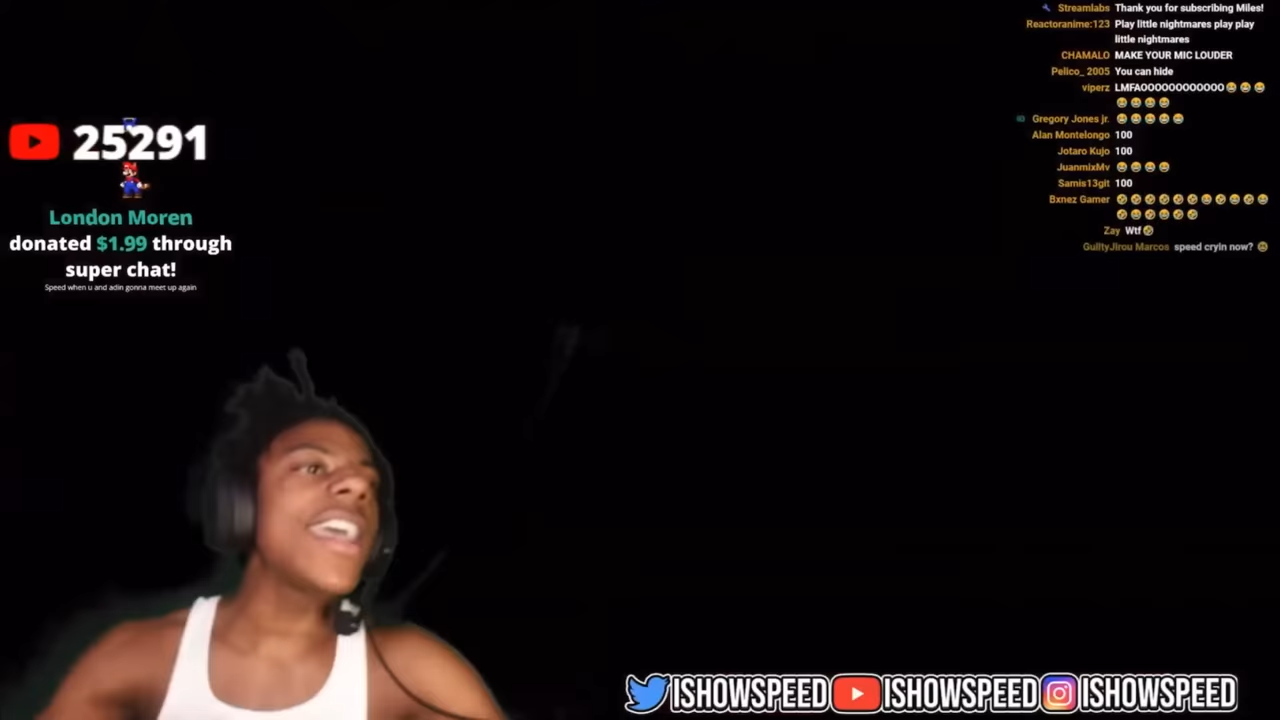 25291
London Moren
donated $1.99 through
super chat!
Speed when u and adin gonna meet up again
Streamlabs Thank you for subscribing Miles!
Reactoranime:123 Play little nightmares play play
little nightmares
CHAMALO MAKE YOUR MIC LOUDER
Pelico_ 2005 You can hide
viperz LMFAOOOOOOOOOOOO😂😂😂
😂😂😂😂
Gregory Jones jr. 😂😂😂😂😂
Alan Montelongo 100
Jotaro Kujo 100
JuanmixMv 😂😂😂😂
Samis13git 100
Bxnez Gamer 🤣🤣🤣🤣🤣🤣😂🤣😂🤣😂
🤣😂🤣😂🤣🤣
Zay Wtf🤣
GuiltyJirou Marcos speed cryin now?
ISHOWSPEED ISHOWSPEED ISHOWSPEED